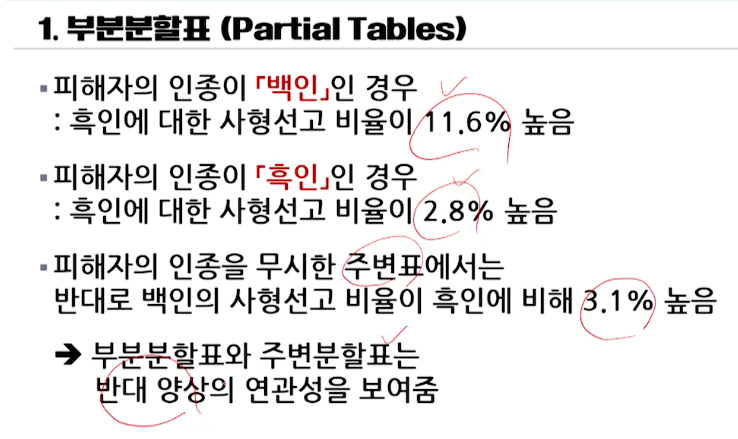 1. 부분분할표 (Partial Tables)
▪피해자의 인종이 「백인」인 경우
: 흑인에 대한 사형선고 비율이 11.6% 높음
▪피해자의 인종이 「흑인」인 경우
: 흑인에 대한 사형선고 비율이 2.8% 높음
▪피해자의 인종을 무시한 주변표에서는
반대로 백인의 사형선고 비율이 흑인에 비해 3.1% 높음
➔ 부분분할표와 주변분할표는
반대 양상의 연관성을 보여줌